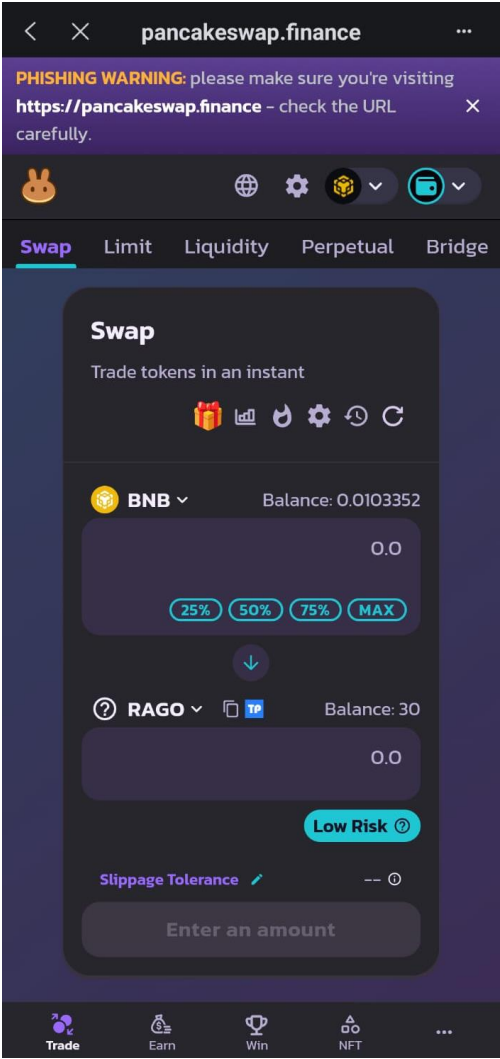 pancakeswap.finance
PHISHING WARNING: please make sure you're visiting
https://pancakeswap.finance - check the URL
carefully.
Swap Limit Liquidity Perpetual Bridge
Swap
Trade tokens in an instant
BNB Balance: 0.0103352
0.0
25% 50% 75% MAX
RAGO TP Balance: 30
0.0
Low Risk
Slippage Tolerance --
Enter an amount
Trade Earn Win NFT